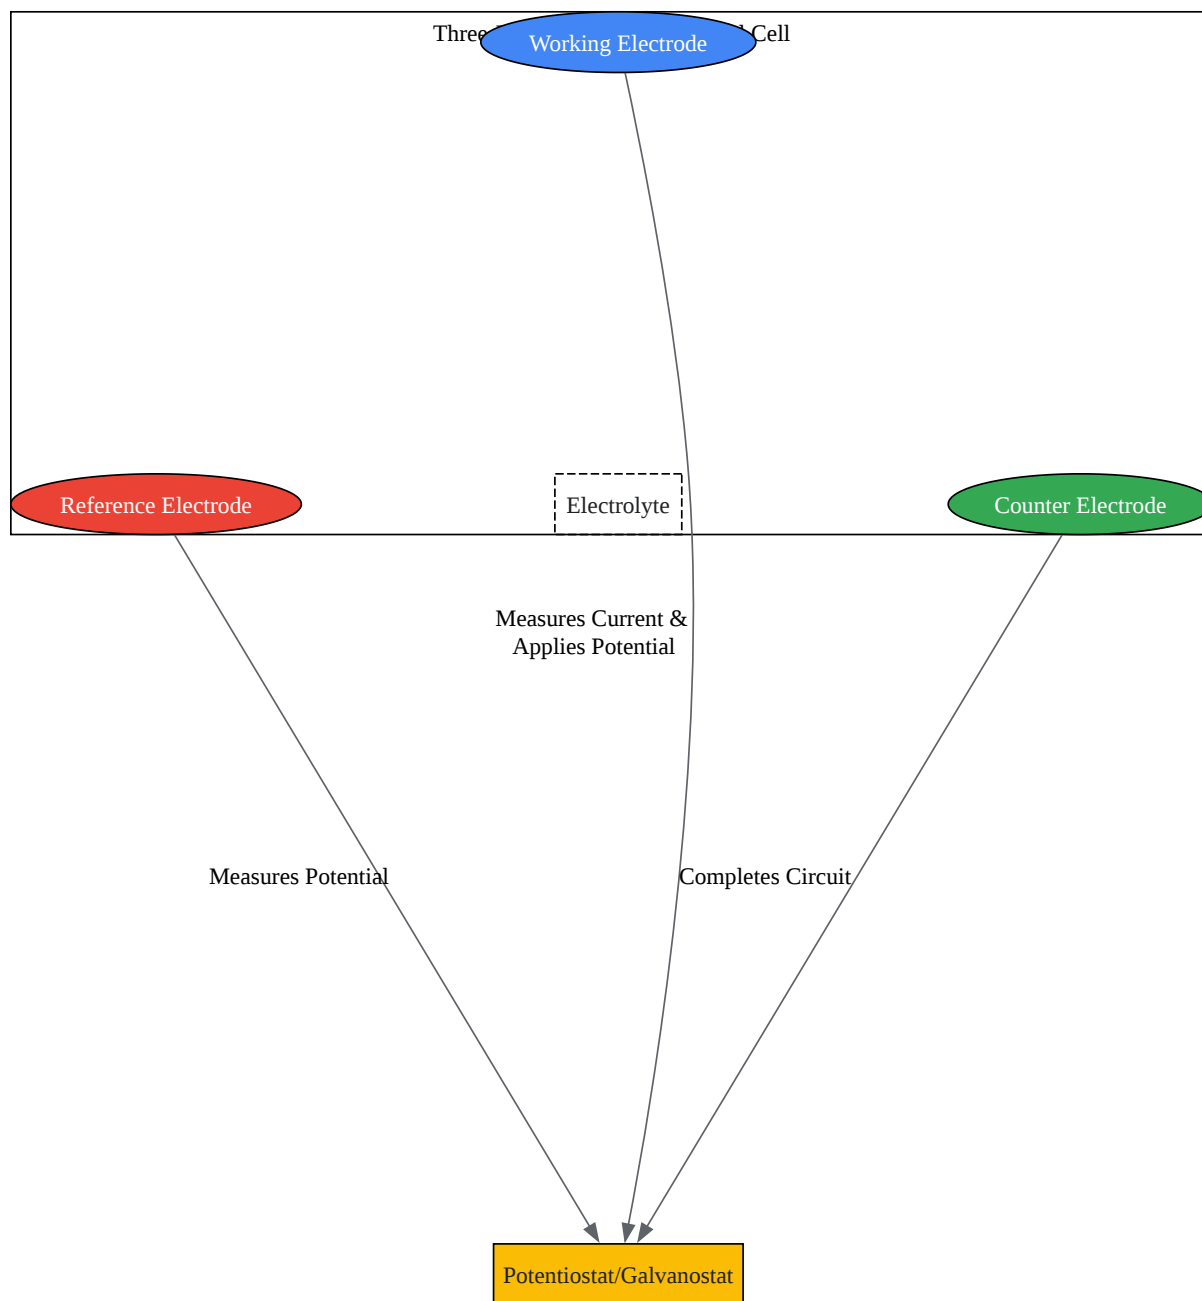 Three
Cell
Working Electrode
Reference Electrode
Electrolyte
Counter Electrode
Measures Current &
Applies Potential
Measures Potential
Completes Circuit
Potentiostat/Galvanostat